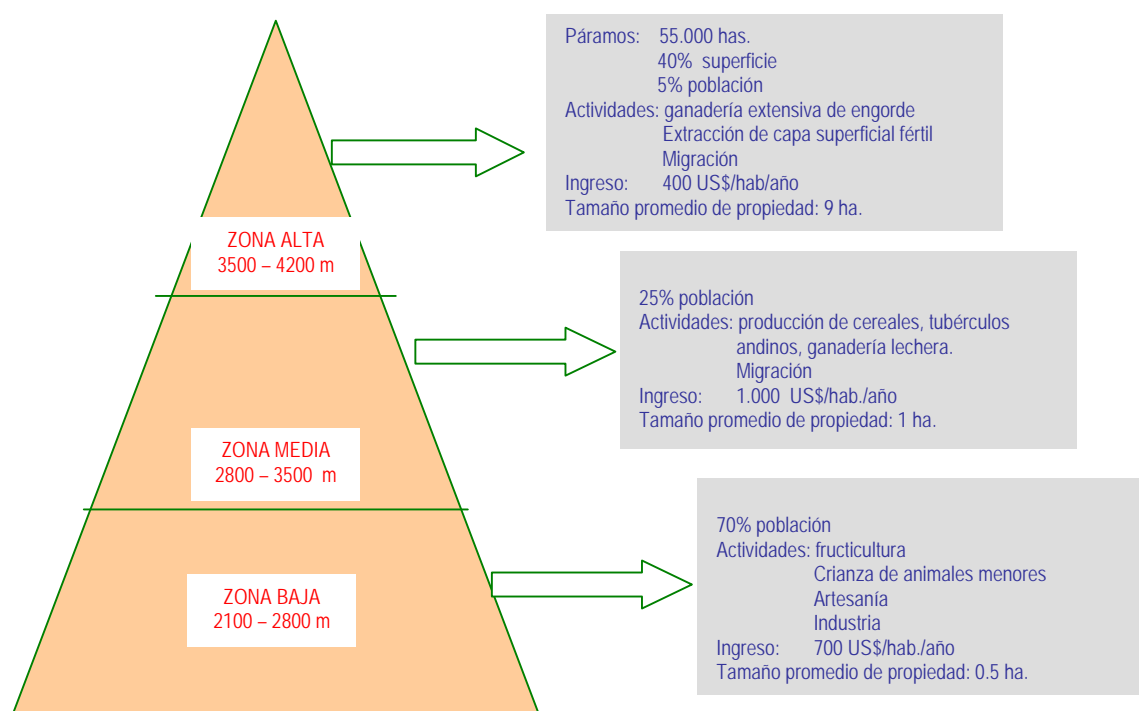 Páramos: 55.000 has.
40% superficie
5% población
Actividades: ganadería extensiva de engorde
Extracción de capa superficial fértil
Migración
Ingreso: 400 US$/hab/año
Tamaño promedio de propiedad: 9 ha.
ZONA ALTA
3500 – 4200 m
25% población
Actividades: producción de cereales, tubérculos
andinos, ganadería lechera.
Migración
Ingreso: 1.000 US$/hab./año
Tamaño promedio de propiedad: 1 ha.
ZONA MEDIA
2800 – 3500 m
70% población
Actividades: fructicultura
Crianza de animales menores
Artesanía
Industria
Ingreso: 700 US$/hab./año
Tamaño promedio de propiedad: 0.5 ha.
ZONA BAJA
2100 – 2800 m